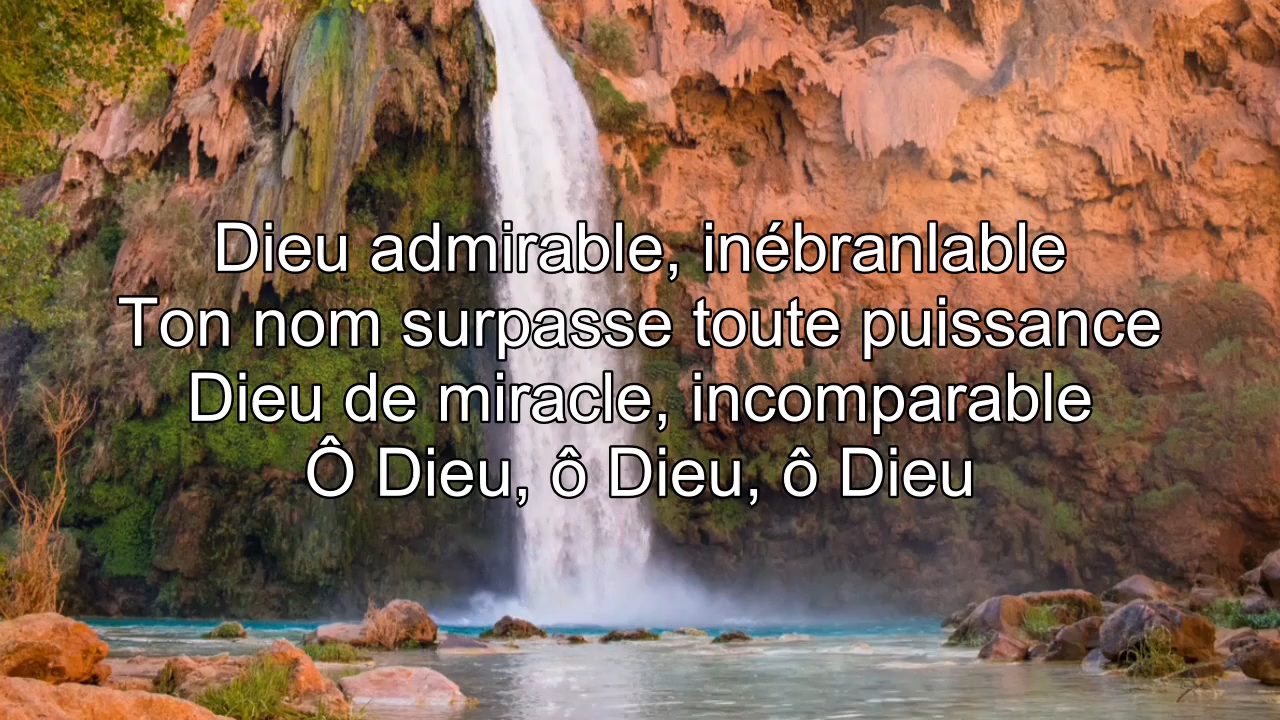 Dieu admirable, inébranlable
Ton nom surpasse toute puissance
Dieu de miracle, incomparable
Ô Dieu, ô Dieu, ô Dieu